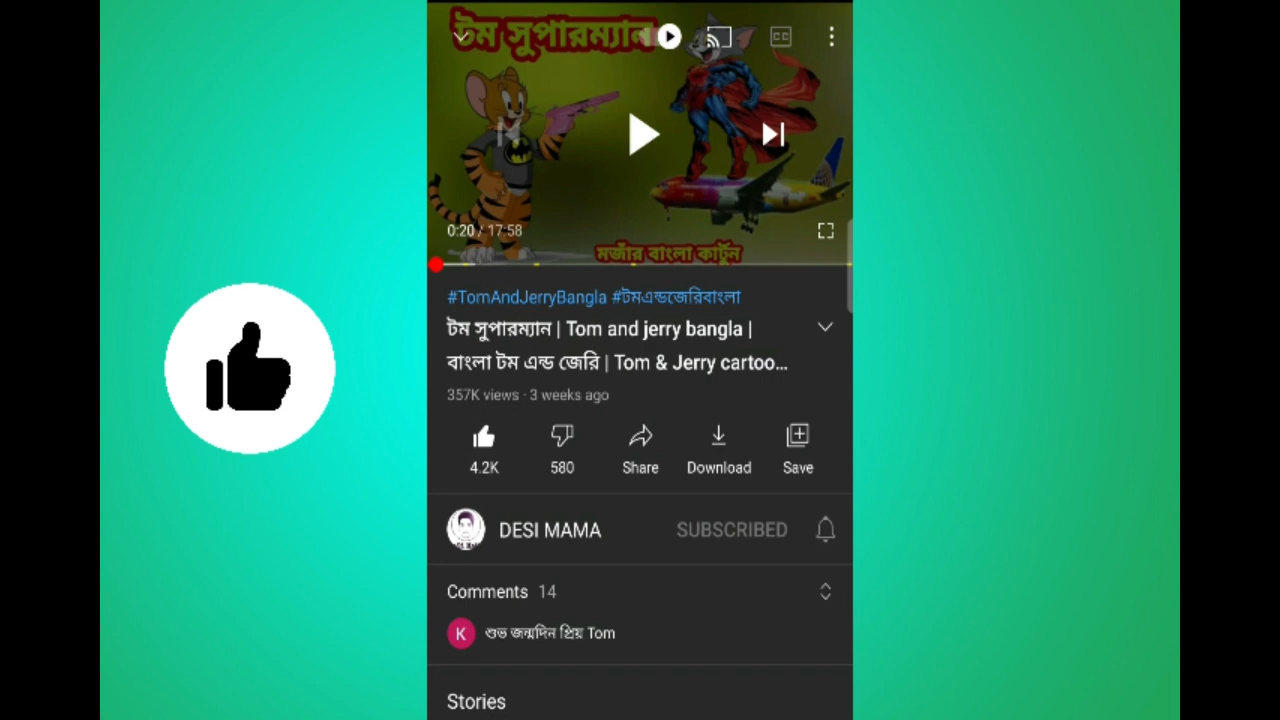 টম সুপারম্যান
CC
0:20 / 17:58
মজাঁর বাংলা কার্টুন
#TomAndJerryBangla #টমএন্ডজেরিবাংলা
টম সুপারম্যান | Tom and jerry bangla |
বাংলা টম এন্ড জেরি | Tom & Jerry cartoo...
357K views · 3 weeks ago
4.2K 580 Share Download Save
DESI MAMA SUBSCRIBED
Comments 14
K শুভ জন্মদিন প্রিয় Tom
Stories